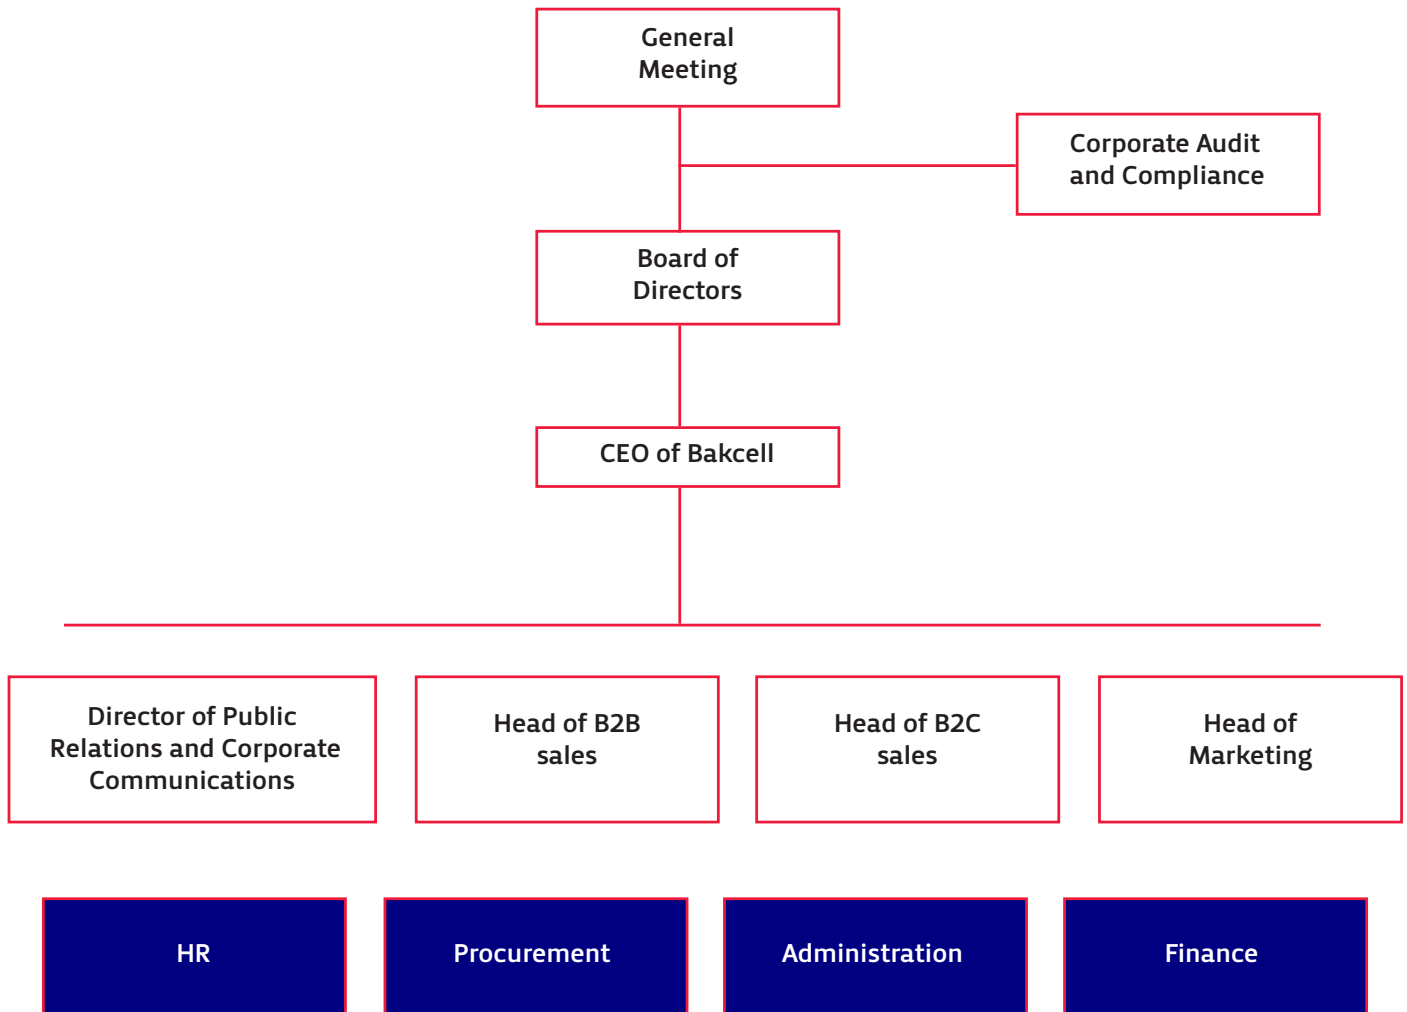 General
Meeting
Corporate Audit
and Compliance
Board of
Directors
CEO of Bakcell
Director of Public
Relations and Corporate
Communications
Head of B2B
sales
Head of B2C
sales
Head of
Marketing
HR
Procurement
Administration
Finance